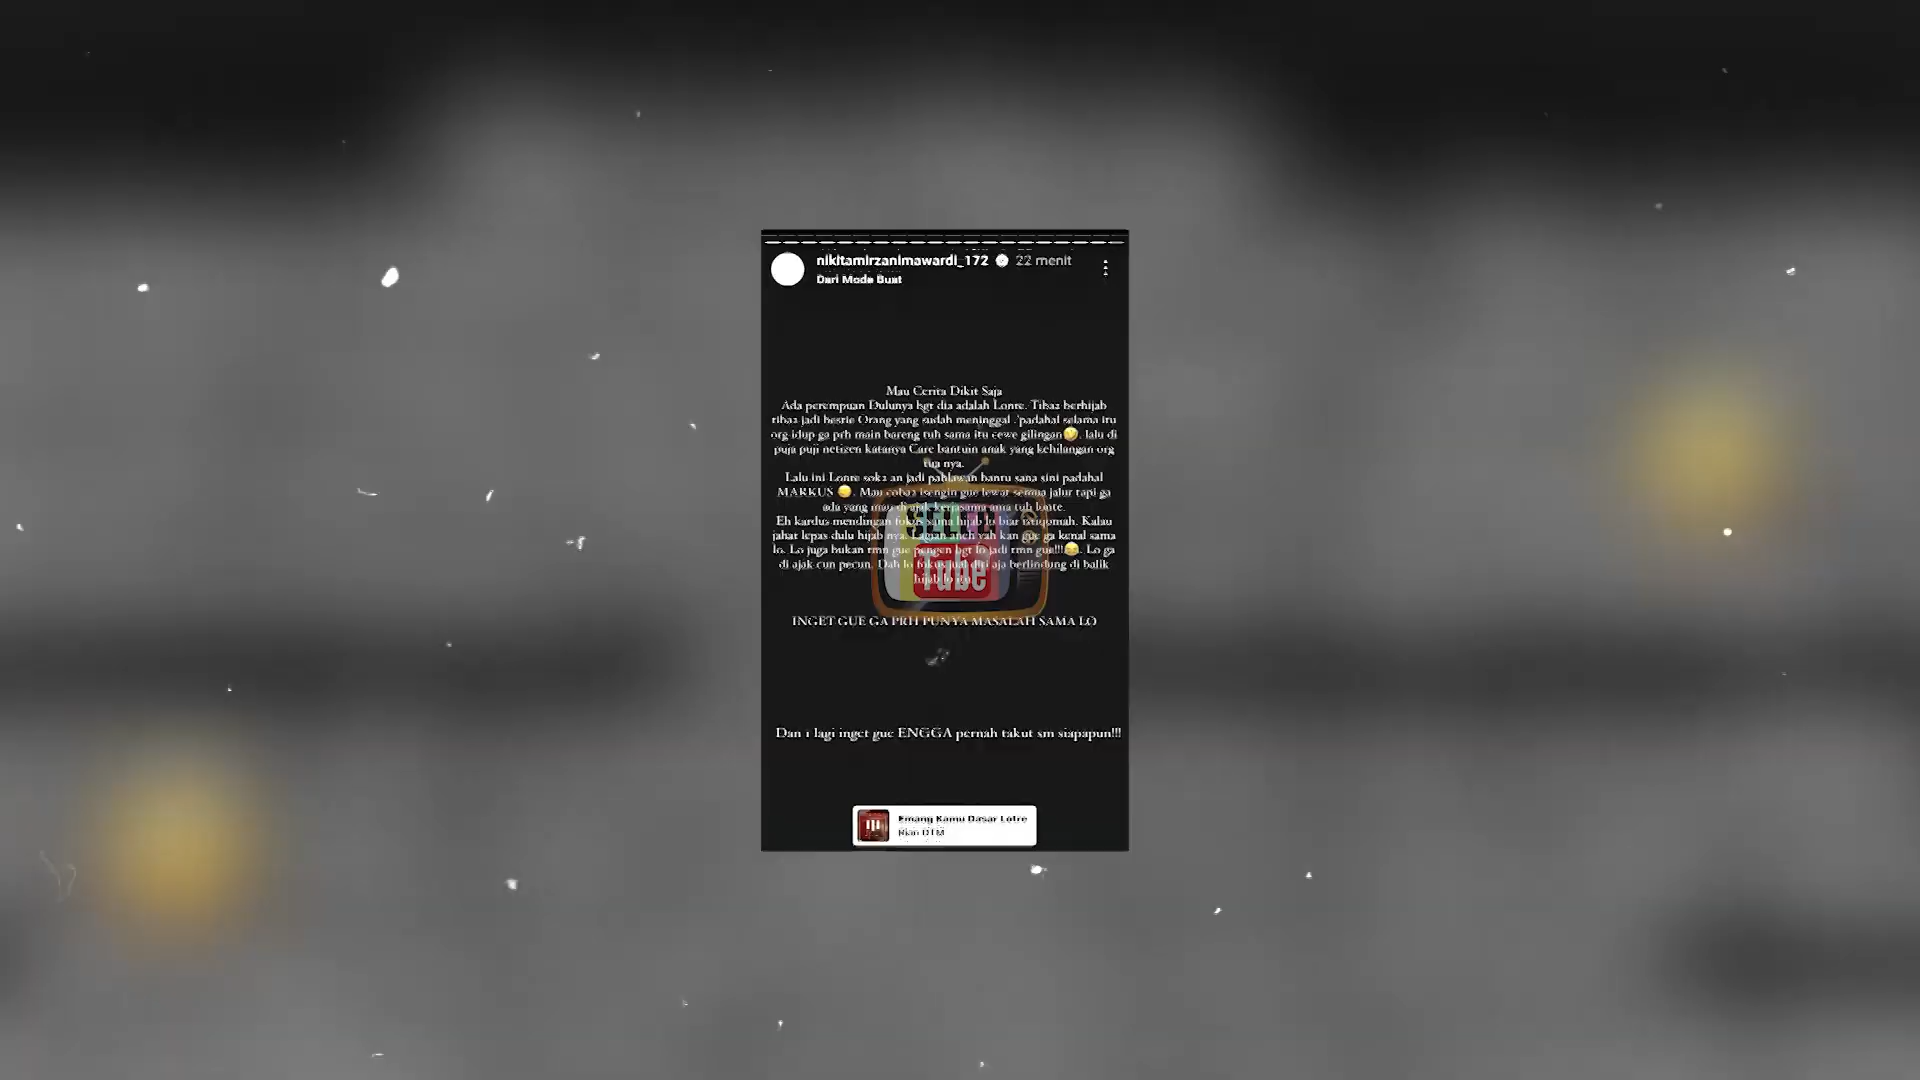 nikitamirzanimawardi_172 22 menit
Dari Mode Buat
Mau Cerita Dikit Saja
Ada perempuan Dulunya bgt dia adalah Lonte. Tiba2 berhijab
tiba2 jadi bestie Orang yang sudah meninggal . padahal selama itu
org idup ga prh main bareng tuh sama itu cewe gilingan🤣. lalu di
puja puji netizen katanya Care bantuin anak yang kehilangan org
tua nya.
Lalu ini Lonte soka an jadi pahlawan bantu sana sini padahal
MARKUS . Mau coba2 isengin gue lewat semua jalur tapi ga
ada yang mau di ajak kerjasama ama tuh lonte.
Eh kardus mendingan fokus sama hijab lo biar istiqomah. Kalau
jahat lepas dulu hijab nya. Lagian aneh yah kan gue ga kenal sama
lo. Lo juga bukan tmn gue pengen bgt lo jadi tmn gue!!!😂. Lo ga
di ajak cun pecun. Dah lo fokus jual diri aja berlindung di balik
hijab lo itu
INGET GUE GA PRH PUNYA MASALAH SAMA LO
Dan 1 lagi inget gue ENGGA pernah takut sm siapapun!!!
Emang Kamu Dasar Lotre
Rian DTM
Seleb
Tube